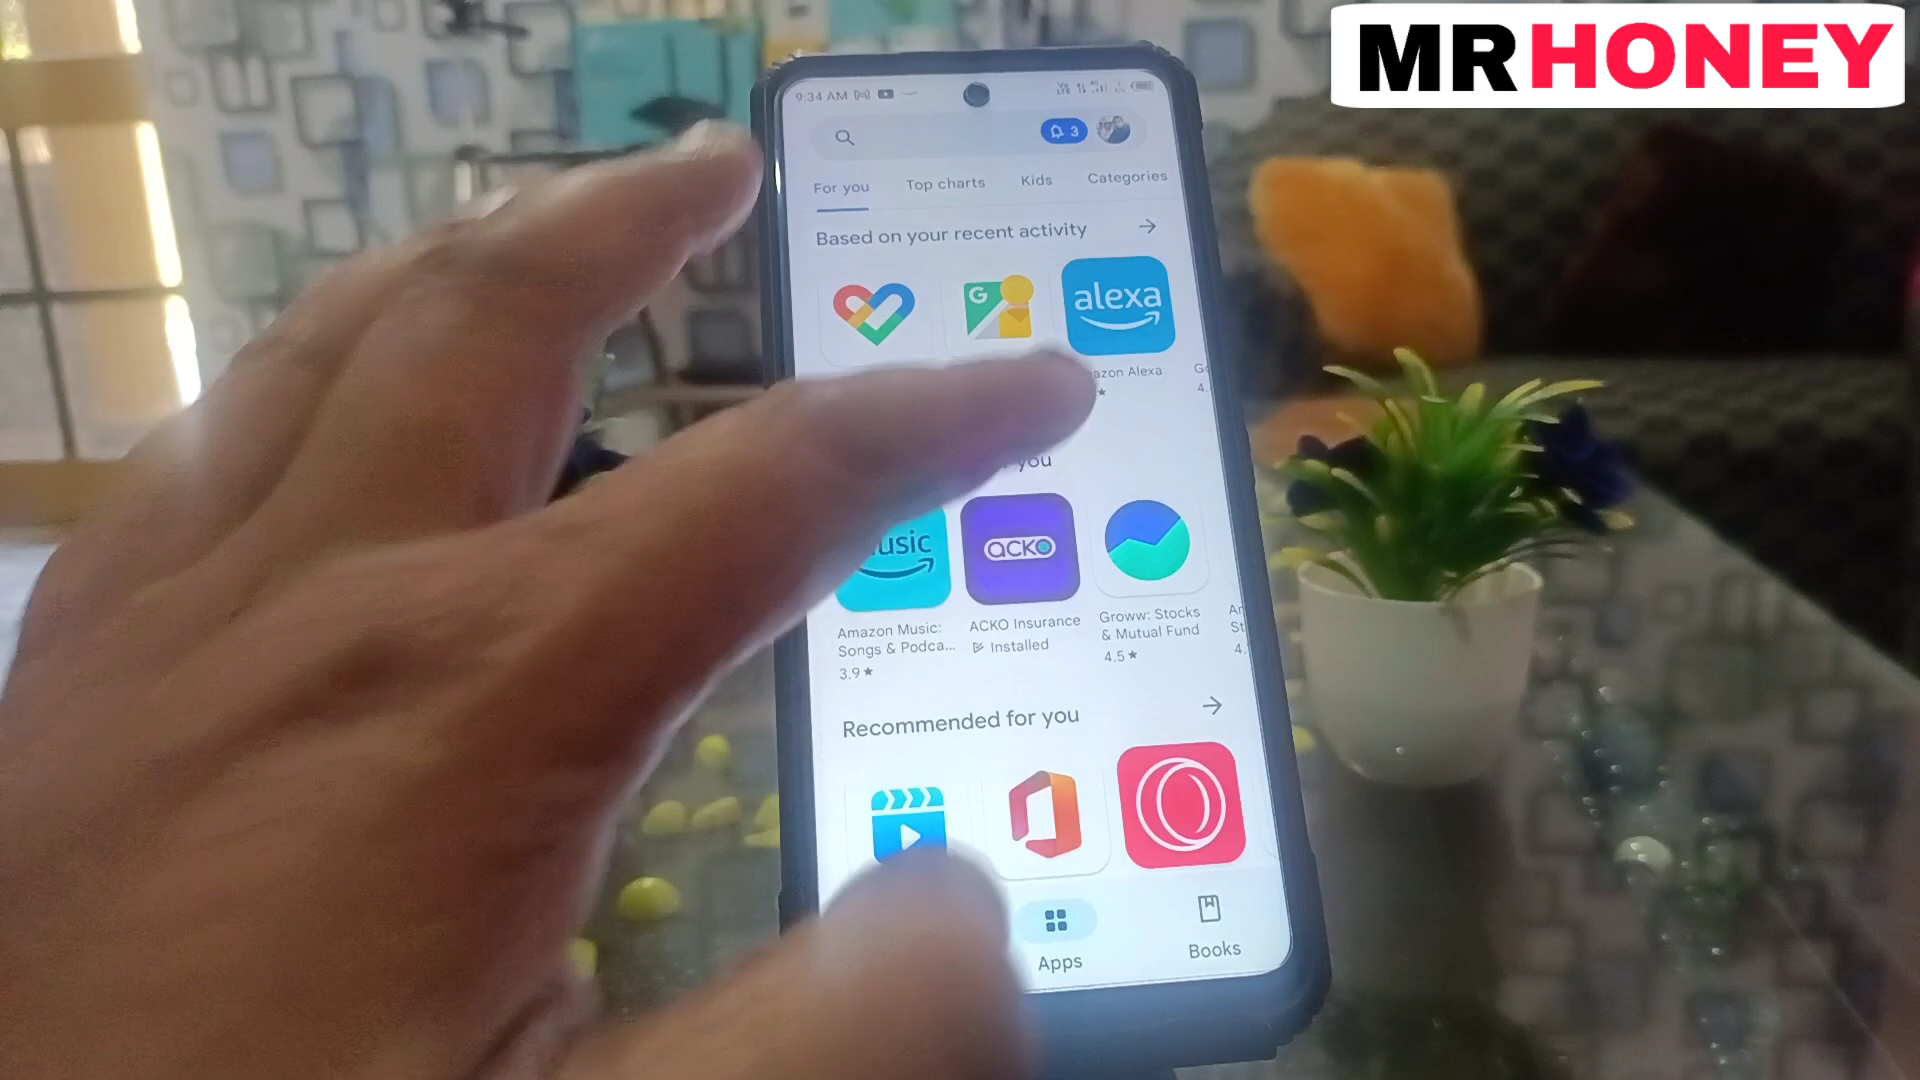 MRHONEY
9:34 AM
3
For you Top charts Kids Categories
Based on your recent activity
G
alexa
azon Alexa
4.
you
usic
acko
Amazon Music:
Songs & Podca...
3.9★
ACKO Insurance
Installed
Groww: Stocks
& Mutual Fund
4.5★
4.
Recommended for you
Apps
Books